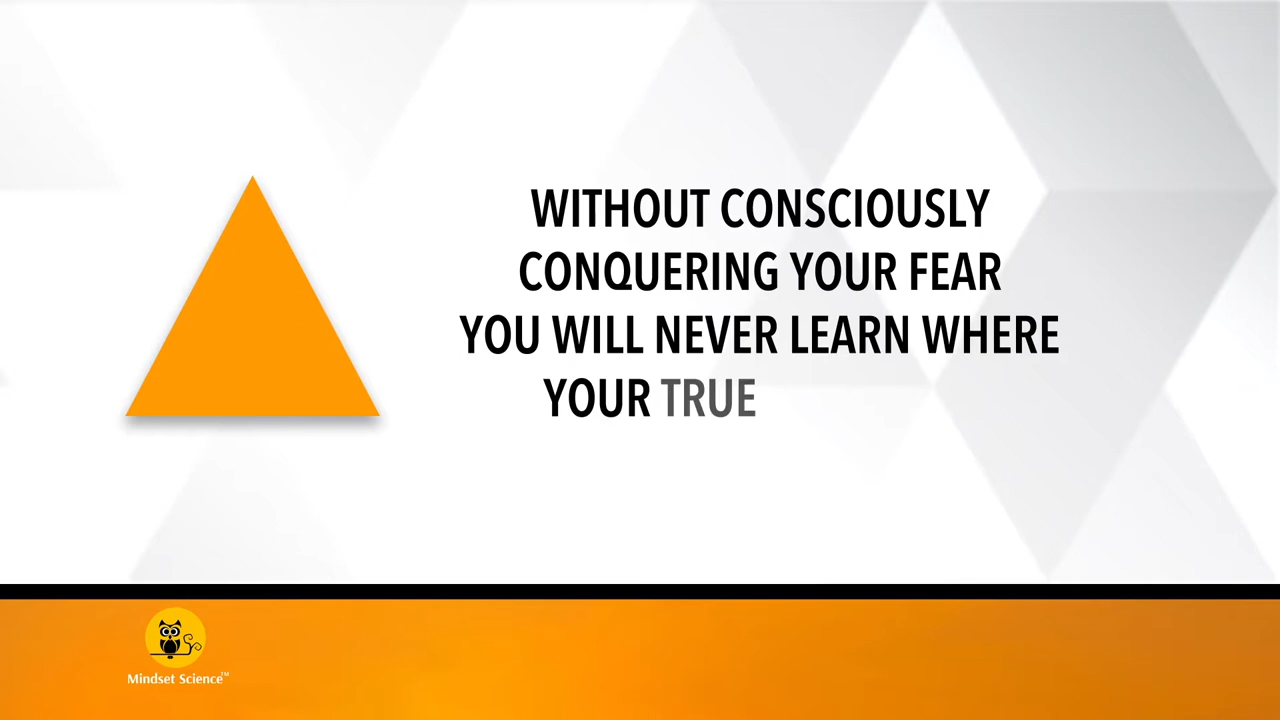 WITHOUT CONSCIOUSLY
CONQUERING YOUR FEAR
YOU WILL NEVER LEARN WHERE
YOUR TRUE
Mindset Science™